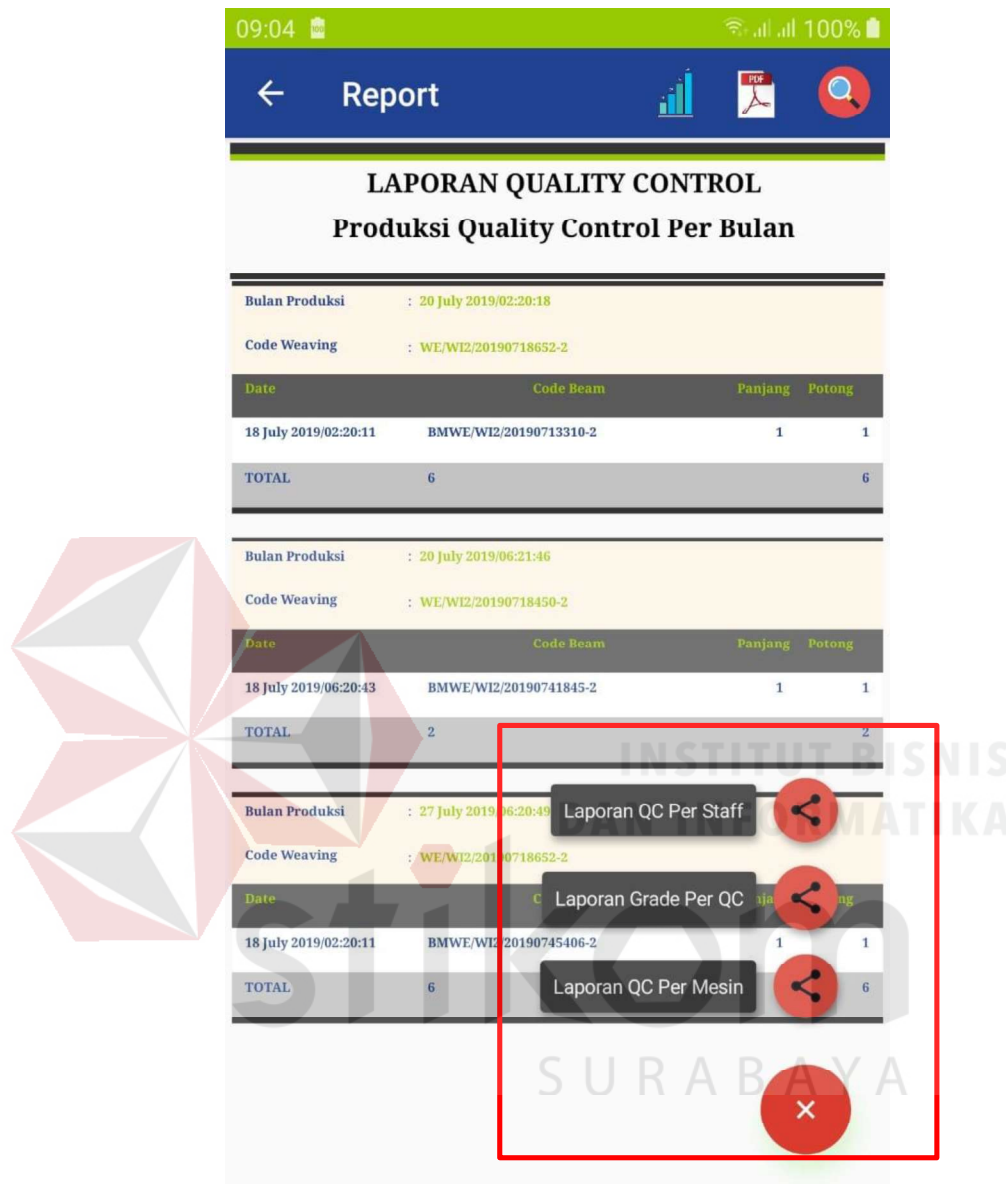 09:04 100 100%
Report PDF
LAPORAN QUALITY CONTROL
Produksi Quality Control Per Bulan
Bulan Produksi : 20 July 2019/02:20:18
Code Weaving : WE/WI2/20190718652-2
Date Code Beam Panjang Potong
18 July 2019/02:20:11 BMWE/WI2/20190713310-2 1 1
TOTAL 6 6
Bulan Produksi : 20 July 2019/06:21:46
Code Weaving : WE/WI2/20190718450-2
Date Code Beam Panjang Potong
18 July 2019/06:20:43 BMWE/WI2/20190741845-2 1 1
TOTAL 2 2
INSTITUT BISNIS
DAN INFORMATIKA
Bulan Produksi : 27 July 2019/06:20:49
Laporan QC Per Staff
Code Weaving : WE/WI2/20190718652-2
Date
Laporan Grade Per QC
stikom
18 July 2019/02:20:11 BMWE/WI2/20190745406-2 1 1
TOTAL 6 6
Laporan QC Per Mesin
SURABAYA